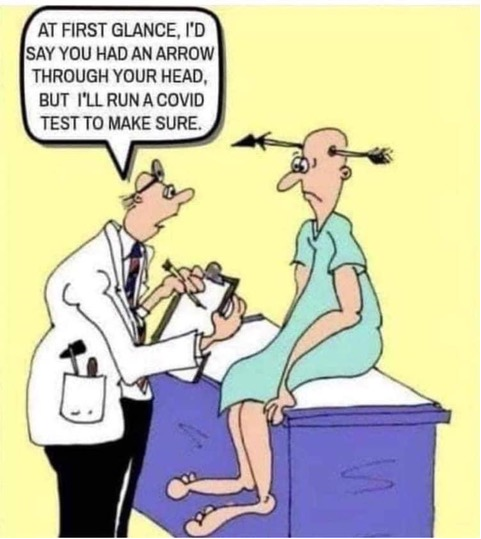 AT FIRST GLANCE, I'D
SAY YOU HAD AN ARROW
THROUGH YOUR HEAD,
BUT I'LL RUN A COVID
TEST TO MAKE SURE.